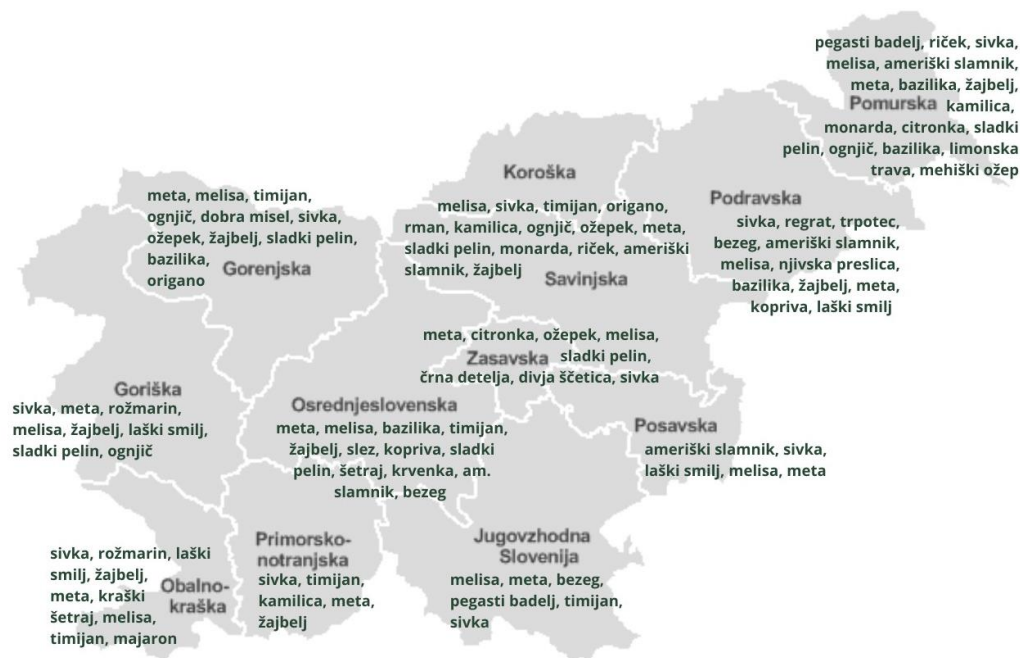 pegasti badelj, riček, sivka,
melisa, ameriški slamnik,
meta, bazilika, žajbelj,
Pomurska kamilica,
monarda, citronka, sladki
pelin, ognjič, bazilika, limonska
trava, mehiški ožep
Koroška
Podravska
sivka, regrat, trpotec,
bezeg, ameriški slamnik,
melisa, njivska preslica,
bazilika, žajbelj, meta,
kopriva, laški smilj
meta, melisa, timijan,
ognjič, dobra misel, sivka,
ožepek, žajbelj, sladki pelin,
bazilika,
origano
Gorenjska
melisa, sivka, timijan, origano,
rman, kamilica, ognjič, ožepek, meta,
sladki pelin, monarda, riček, ameriški
slamnik, žajbelj
Savinjska
meta, citronka, ožepek, melisa,
Zasavska sladki pelin,
črna detelja, divja ščetica, sivka
Goriška
sivka, meta, rožmarin,
melisa, žajbelj, laški smilj,
sladki pelin, ognjič
Osrednjeslovenska
meta, melisa, bazilika, timijan,
žajbelj, slez, kopriva, sladki
pelin, šetraj, krvenka, am.
slamnik, bezeg
Posavska
ameriški slamnik, sivka,
laški smilj, melisa, meta
sivka, rožmarin, laški
smilj, žajbelj,
meta, kraški
šetraj, melisa,
timijan, majaron
Obalno-
kraška
Primorsko-
notranjska
sivka, timijan,
kamilica, meta,
žajbelj
Jugovzhodna
Slovenija
melisa, meta, bezeg,
pegasti badelj, timijan,
sivka